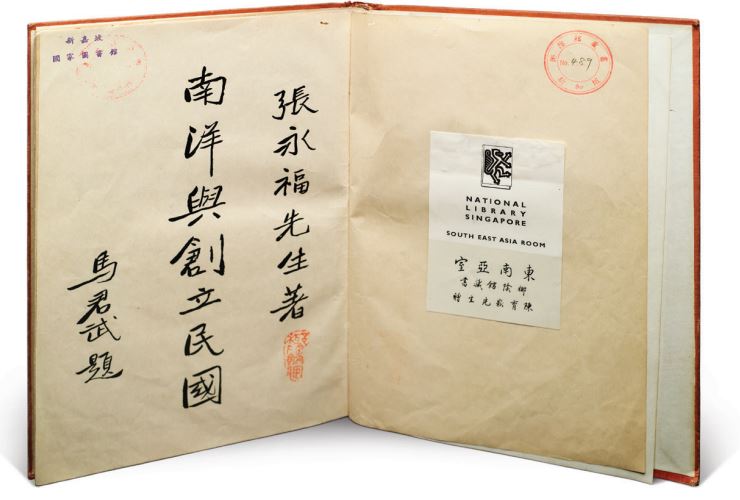 新嘉坡
國家圖書館
張永福先生著
南洋與創立民國
馬君武題
No. 489
NATIONAL
LIBRARY
SINGAPORE
SOUTH EAST ASIA ROOM
東南亞室
椰陰館藏書
陳育崧先生贈